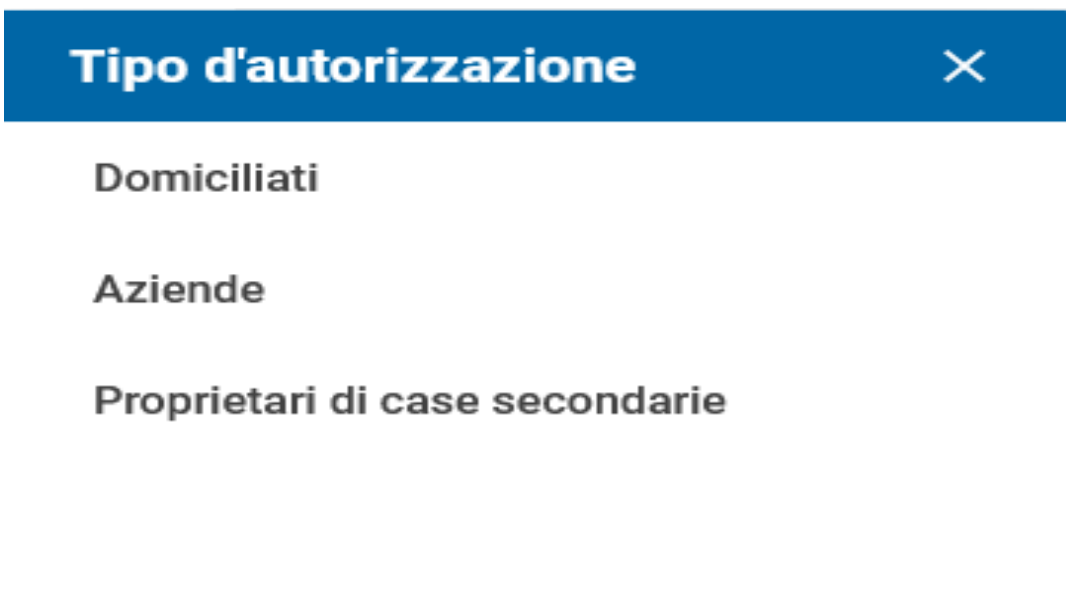 Tipo d'autorizzazione
Domiciliati
Aziende
Proprietari di case secondarie